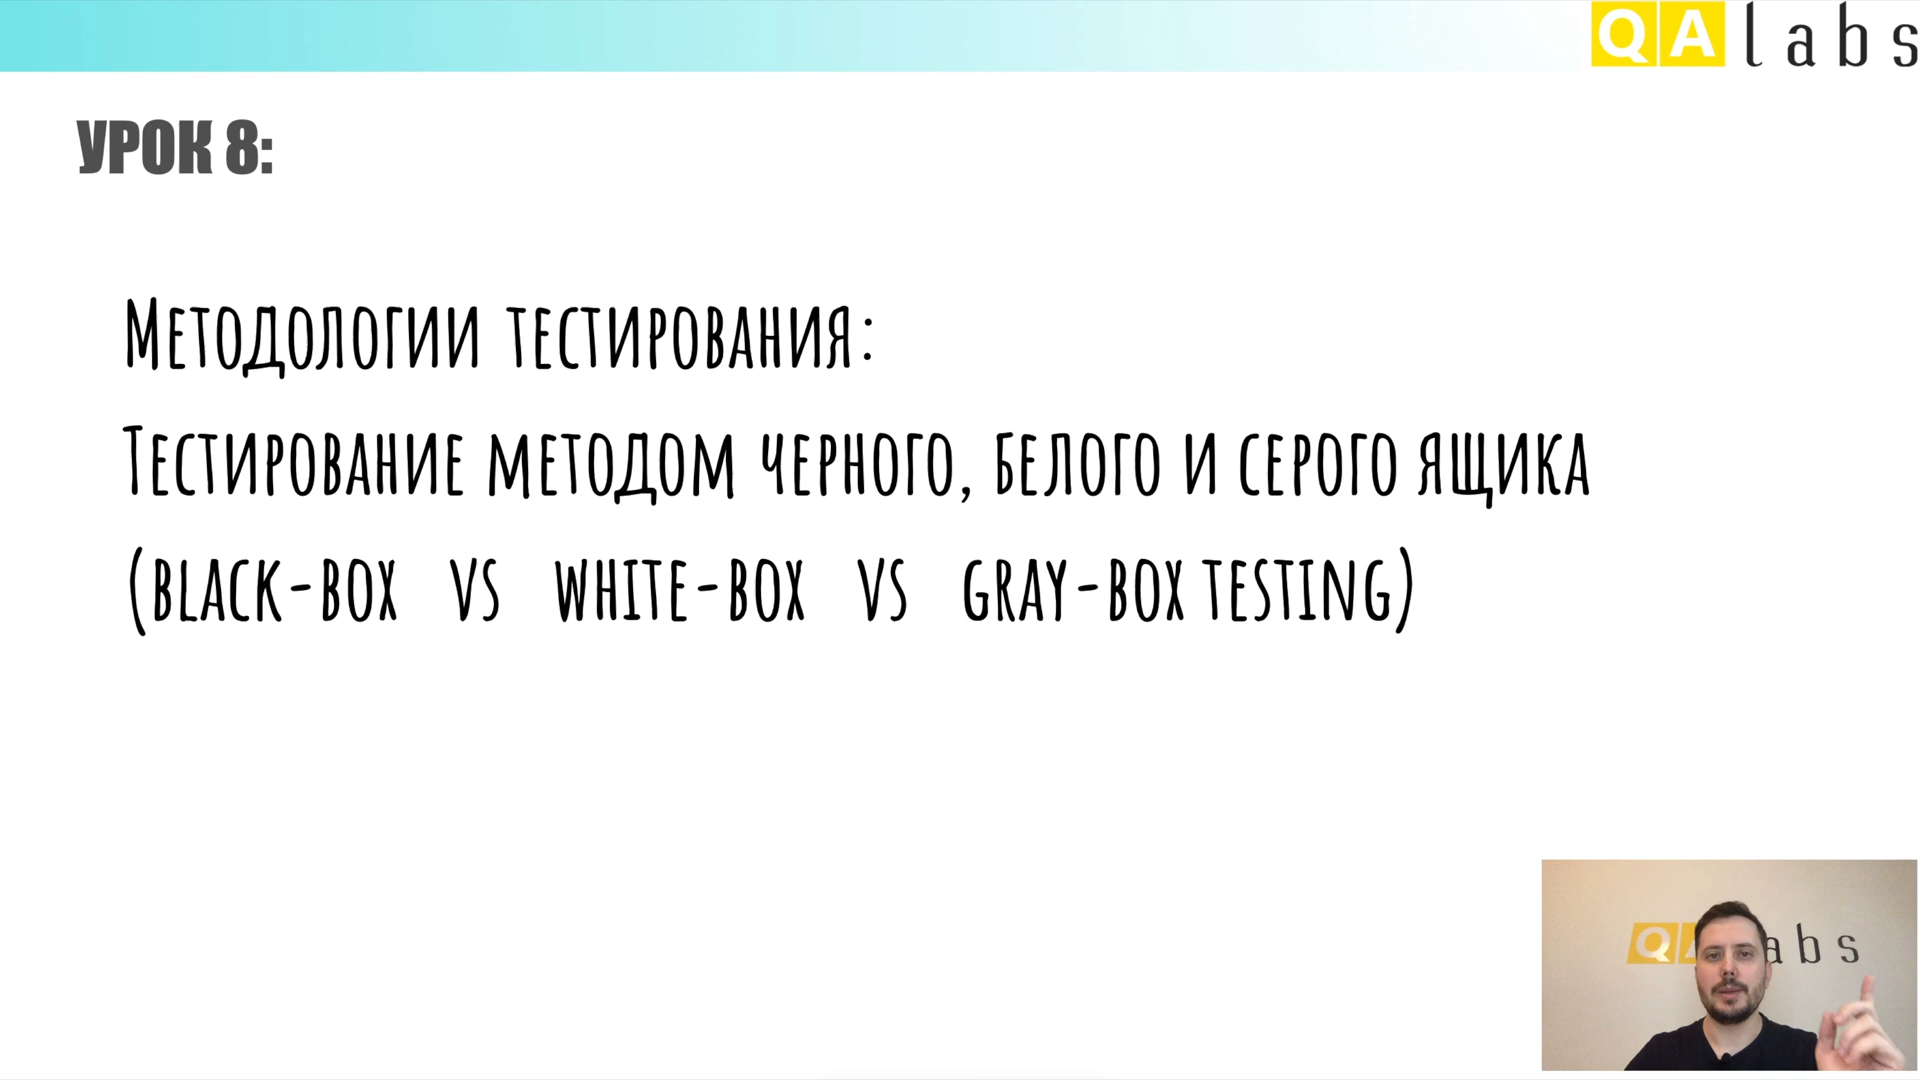 QA labs
УРОК 8:
Методологии тестирования:
Тестирование методом черного, белого и серого ящика
(black-box vs white-box vs gray-box testing)
Q abs